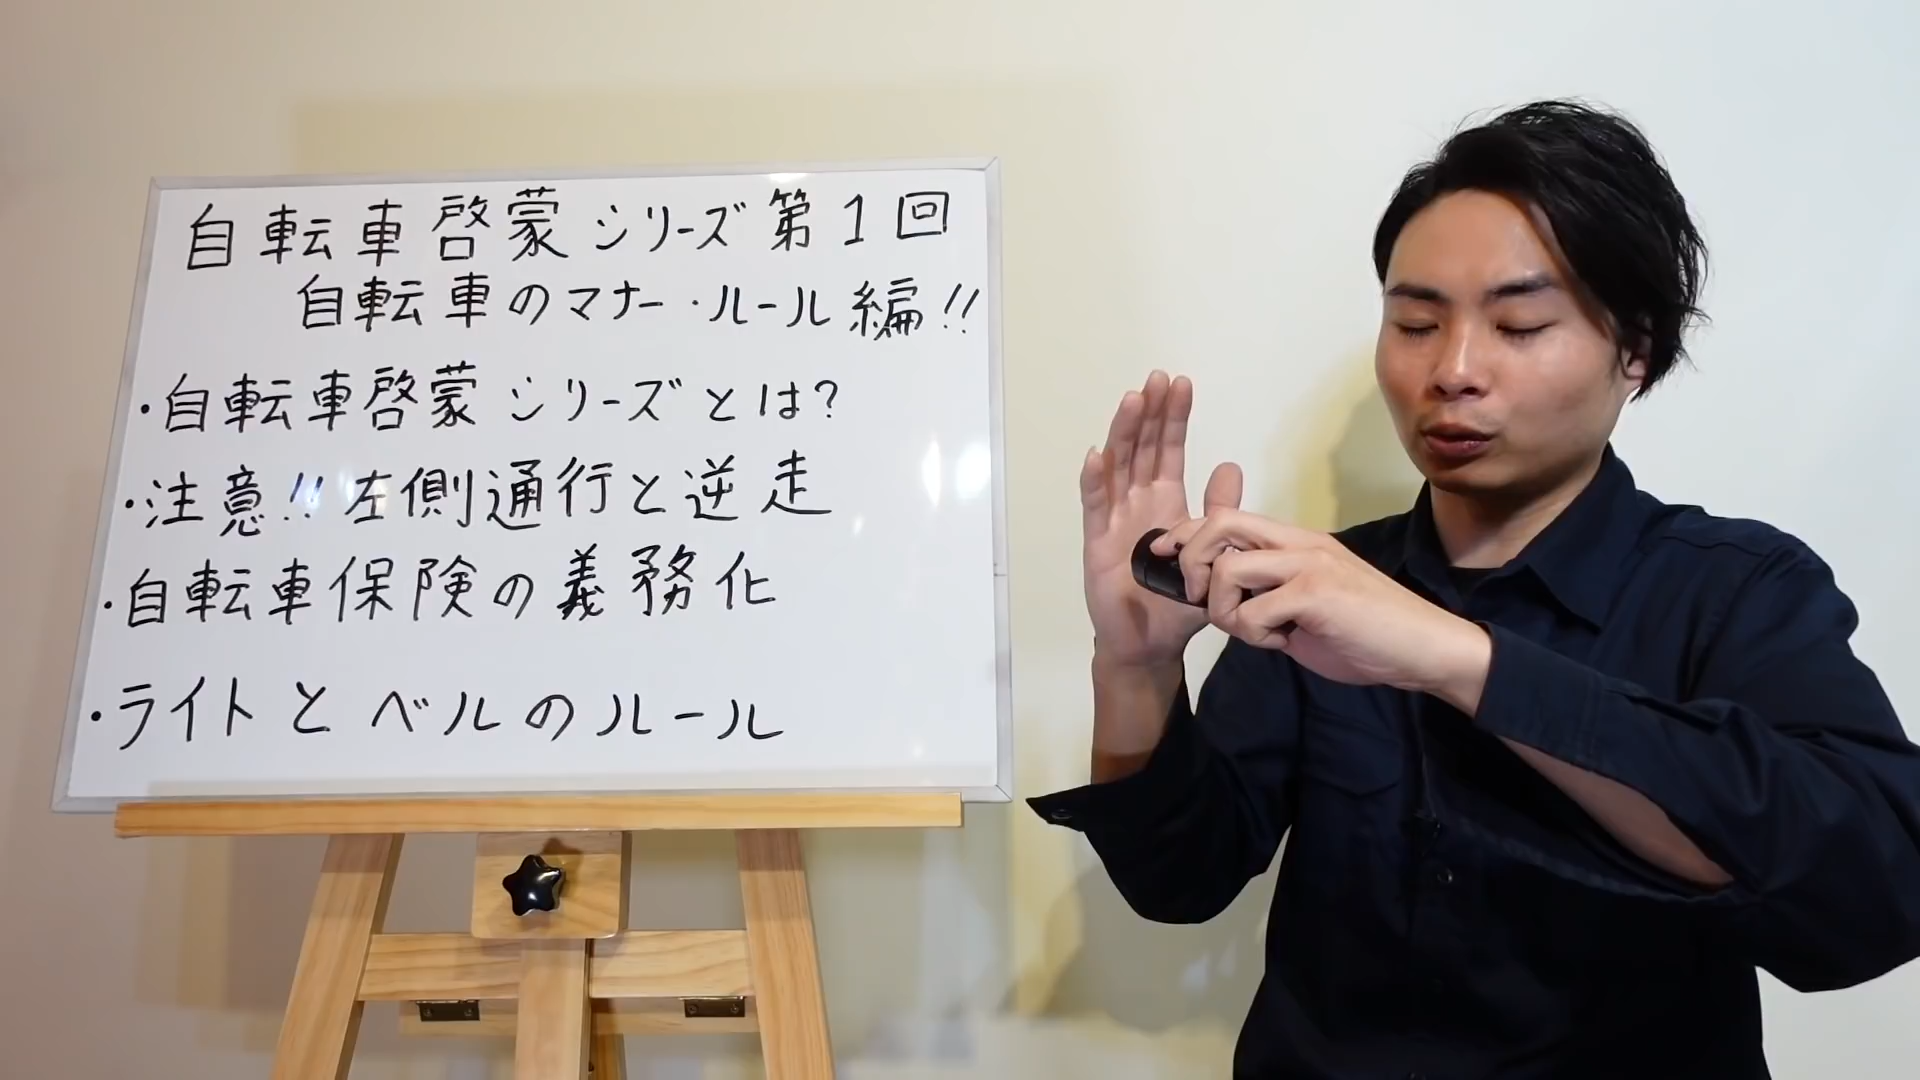 自転車啓蒙シリーズ第1回
自転車のマナー・ルール編!!
・自転車啓蒙シリーズとは?
・注意!!左側通行と逆走
・自転車保険の義務化
・ライトとベルのルール